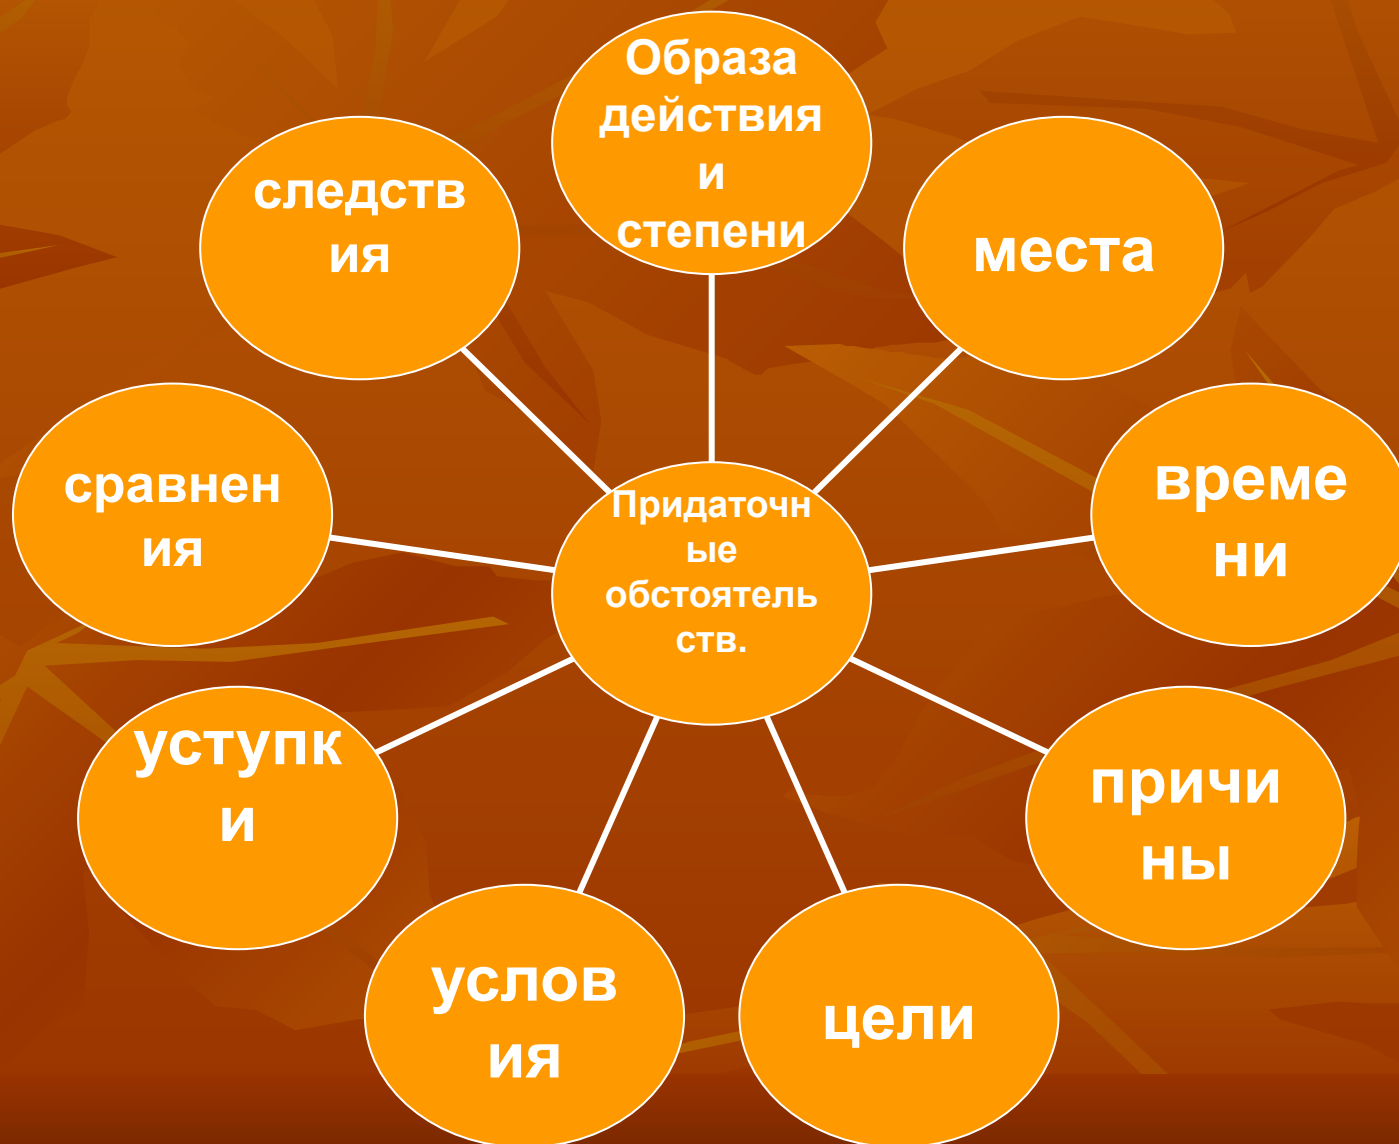 Образа
действия
и
степени
места
време
ни
причи
ны
цели
услов
ия
уступк
и
сравнен
ия
следств
ия
Придаточн
ые
обстоятель
ств.